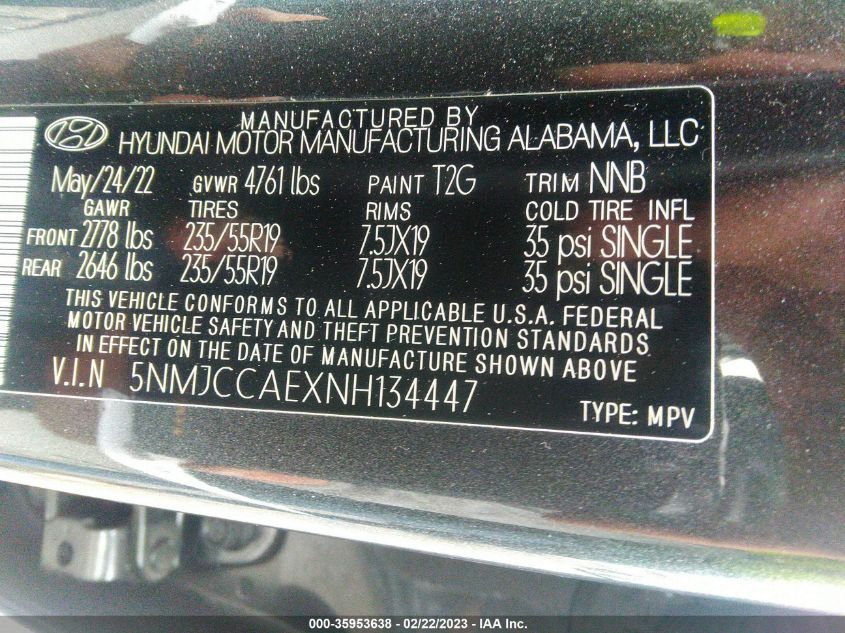 MANUFACTURED BY
HYUNDAI MOTOR MANUFACTURING ALABAMA, LLC
May/24/22 GVWR 4761 lbs PAINT T2G TRIM NNB
GAWR TIRES RIMS COLD TIRE INFL
FRONT 2778 lbs 235/55R19 7.5JX19 35 psi SINGLE
REAR 2646 lbs 235/55R19 7.5JX19 35 psi SINGLE
THIS VEHICLE CONFORMS TO ALL APPLICABLE U.S.A. FEDERAL
MOTOR VEHICLE SAFETY AND THEFT PREVENTION STANDARDS
IN EFFECT ON THE DATE OF MANUFACTURE SHOWN ABOVE
V.I.N 5NMJCCAEXNH134447
TYPE: MPV
000-35953638 - 02/22/2023 - IAA Inc.